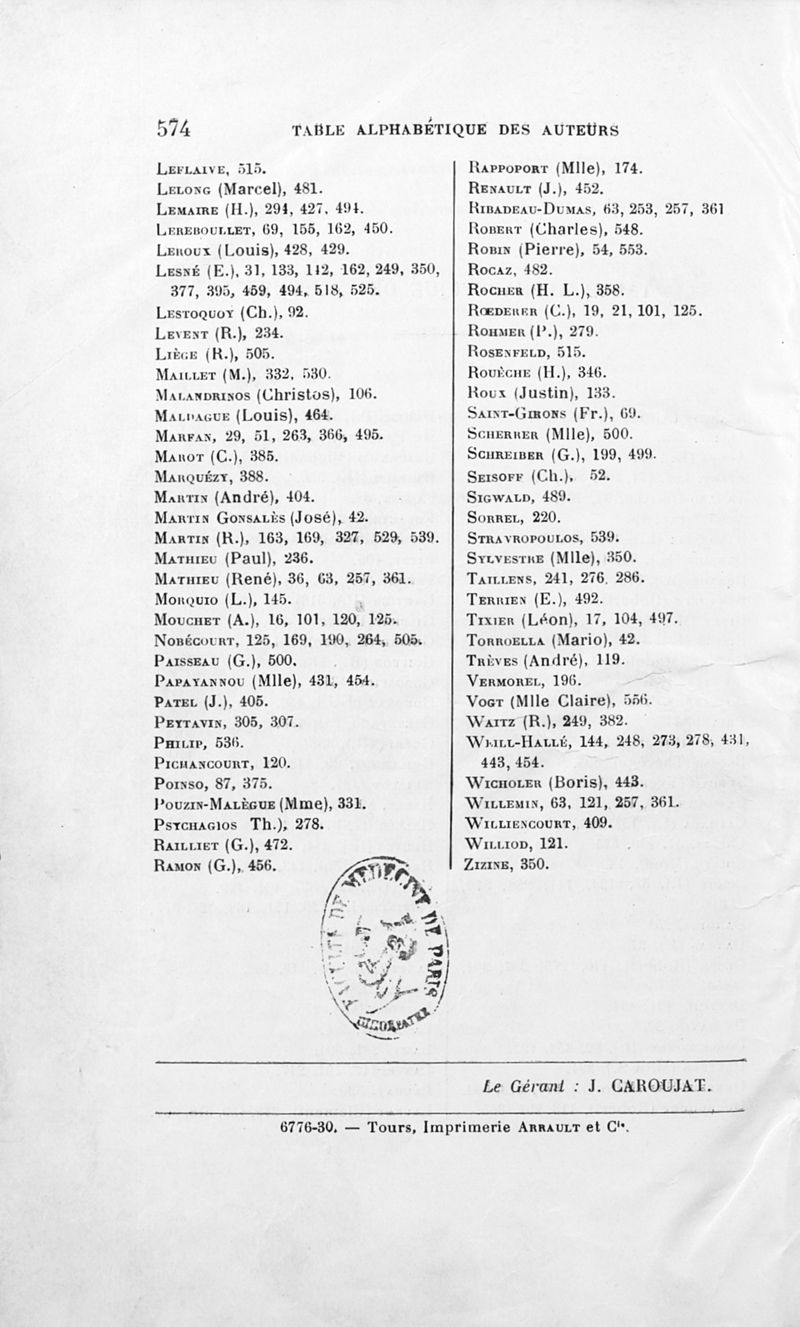 574 TABLE ALPHABÉTIQUE DES AUTEURS
LEFLAIVE, 515.
LELONG (Marcel), 481.
LEMAIRE (H.), 294, 427, 494.
LEREBOULLET, 69, 155, 162, 450.
LEROUX (Louis), 428, 429.
LESNÉ (E.), 31, 133, 142, 162, 249, 350,
377, 395, 459, 494, 518, 525.
LESTOQUOY (Ch.), 92.
LEVENT (R.), 234.
LIÈGE (R.), 505.
MAILLET (M.), 332, 530.
MALANDRINOS (Christos), 106.
MALPAGUE (Louis), 464.
MARFAN, 29, 51, 263, 366, 495.
MAROT (C.), 385.
MARQUÉZY, 388.
MARTIN (André), 404.
MARTIN GONSALÈS (José), 42.
MARTIN (R.), 163, 169, 327, 529, 539.
MATHIEU (Paul), 236.
MATHIEU (René), 36, 63, 257, 361.
MORQUIO (L.), 145.
MOUCHET (A.), 16, 101, 120, 125.
NOBÉCOURT, 125, 169, 190, 264, 505.
PAISSEAU (G.), 500.
PAPAYANNOU (Mlle), 431, 454.
PATEL (J.), 405.
PEYTAVIN, 305, 307.
PHILIP, 536.
PICHANCOURT, 120.
POINSO, 87, 375.
POUZIN-MALÈGUE (Mme), 331.
PSYCHAGIOS Th.), 278.
RAILLIET (G.), 472.
RAMON (G.), 456.
RAPPOPORT (Mlle), 174.
RENAULT (J.), 452.
RIBADEAU-DUMAS, 63, 253, 257, 361
ROBERT (Charles), 548.
ROBIN (Pierre), 54, 553.
ROCAZ, 482.
ROCHER (H. L.), 358.
RŒDERER (C.), 19, 21, 101, 125.
ROHMER (P.), 279.
ROSENFELD, 515.
ROUÈCHE (H.), 346.
ROUX (Justin), 133.
SAINT-GIRONS (Fr.), 69.
SCHERRER (Mlle), 500.
SCHREIBER (G.), 199, 499.
SEISOFF (Ch.), 52.
SIGWALD, 489.
SORREL, 220.
STRAVROPOULOS, 539.
SYLVESTRE (Mlle), 350.
TAILLENS, 241, 276, 286.
TERRIEN (E.), 492.
TIXIER (Léon), 17, 104, 497.
TORROELLA (Mario), 42.
TRÈVES (André), 119.
VERMOREL, 196.
VOGT (Mlle Claire), 556.
WAITZ (R.), 249, 382.
WEILL-HALLÉ, 144, 248, 273, 278, 431,
443, 454.
WICHOLER (Boris), 443.
WILLEMIN, 63, 121, 257, 361.
WILLIENCOURT, 409.
WILLIOD, 121.
ZIZINE, 350.
FACULTÉ DE MÉDECINE DE PARIS
Le Gérant : J. CAROUJAT.
6776-30. — Tours, Imprimerie ARRAULT et Cie.